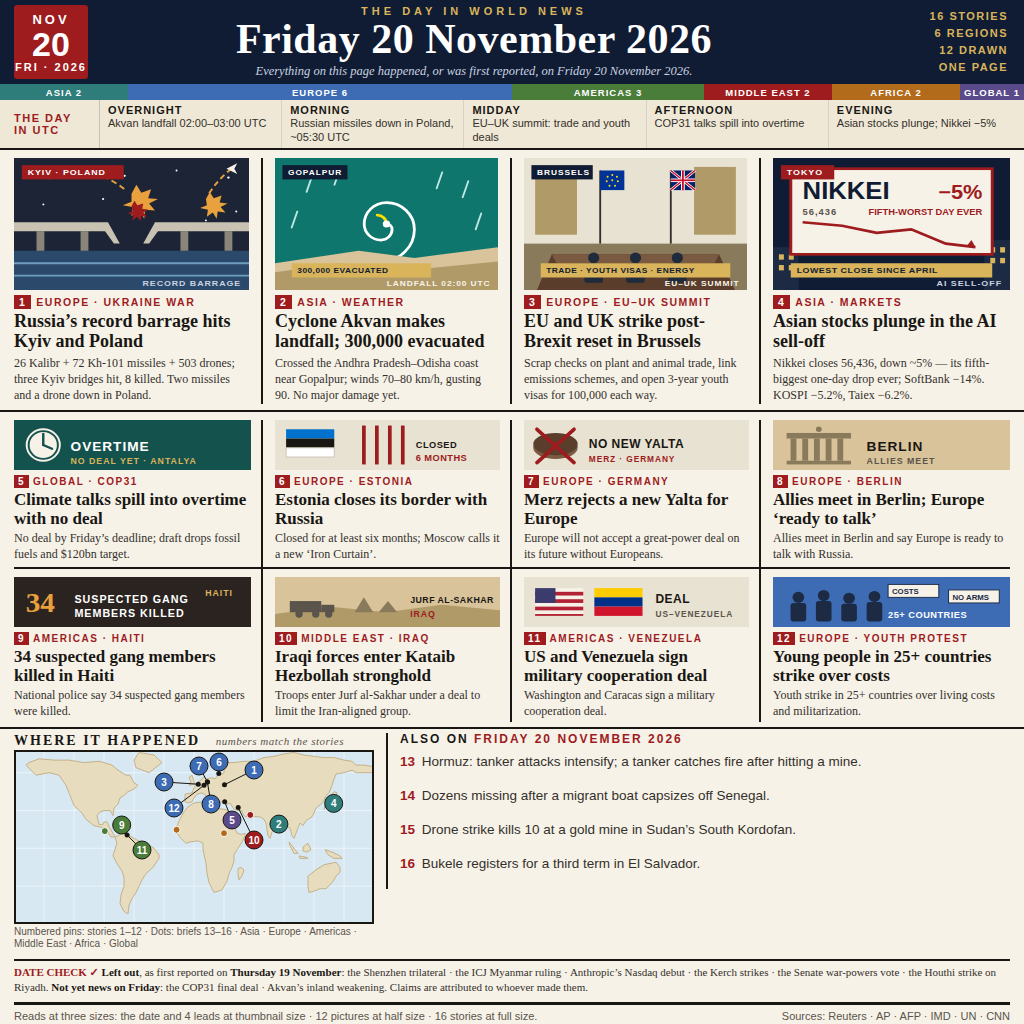 NOV
20
FRI · 2026
THE DAY IN WORLD NEWS
Friday 20 November 2026
Everything on this page happened, or was first reported, on Friday 20 November 2026.
16 STORIES
6 REGIONS
12 DRAWN
ONE PAGE
ASIA 2
EUROPE 6
AMERICAS 3
MIDDLE EAST 2
AFRICA 2
GLOBAL 1
THE DAY
IN UTC
OVERNIGHT
Akvan landfall 02:00–03:00 UTC
MORNING
Russian missiles down in Poland,
~05:30 UTC
MIDDAY
EU–UK summit: trade and youth
deals
AFTERNOON
COP31 talks spill into overtime
EVENING
Asian stocks plunge; Nikkei −5%
KYIV · POLAND
RECORD BARRAGE
1 EUROPE · UKRAINE WAR
Russia’s record barrage hits
Kyiv and Poland
26 Kalibr + 72 Kh-101 missiles + 503 drones;
three Kyiv bridges hit, 8 killed. Two missiles
and a drone down in Poland.
GOPALPUR
300,000 EVACUATED
LANDFALL 02:00 UTC
2 ASIA · WEATHER
Cyclone Akvan makes
landfall; 300,000 evacuated
Crossed the Andhra Pradesh–Odisha coast
near Gopalpur; winds 70–80 km/h, gusting
90. No major damage yet.
BRUSSELS
TRADE · YOUTH VISAS · ENERGY
EU–UK SUMMIT
3 EUROPE · EU–UK SUMMIT
EU and UK strike post-
Brexit reset in Brussels
Scrap checks on plant and animal trade, link
emissions schemes, and open 3-year youth
visas for 100,000 each way.
TOKYO
NIKKEI
−5%
56,436
FIFTH-WORST DAY EVER
LOWEST CLOSE SINCE APRIL
AI SELL-OFF
4 ASIA · MARKETS
Asian stocks plunge in the AI
sell-off
Nikkei closes 56,436, down ~5% — its fifth-
biggest one-day drop ever; SoftBank −14%.
KOSPI −5.2%, Taiex −6.2%.
OVERTIME
NO DEAL YET · ANTALYA
5 GLOBAL · COP31
Climate talks spill into overtime
with no deal
No deal by Friday’s deadline; draft drops fossil
fuels and $120bn target.
CLOSED
6 MONTHS
6 EUROPE · ESTONIA
Estonia closes its border with
Russia
Closed for at least six months; Moscow calls it
a new ‘Iron Curtain’.
NO NEW YALTA
MERZ · GERMANY
7 EUROPE · GERMANY
Merz rejects a new Yalta for
Europe
Europe will not accept a great-power deal on
its future without Europeans.
BERLIN
ALLIES MEET
8 EUROPE · BERLIN
Allies meet in Berlin; Europe
‘ready to talk’
Allies meet in Berlin and say Europe is ready to
talk with Russia.
34
SUSPECTED GANG
MEMBERS KILLED
HAITI
9 AMERICAS · HAITI
34 suspected gang members
killed in Haiti
National police say 34 suspected gang members
were killed.
JURF AL-SAKHAR
IRAQ
10 MIDDLE EAST · IRAQ
Iraqi forces enter Kataib
Hezbollah stronghold
Troops enter Jurf al-Sakhar under a deal to
limit the Iran-aligned group.
DEAL
US–VENEZUELA
11 AMERICAS · VENEZUELA
US and Venezuela sign
military cooperation deal
Washington and Caracas sign a military
cooperation deal.
COSTS
NO ARMS
25+ COUNTRIES
12 EUROPE · YOUTH PROTEST
Young people in 25+ countries
strike over costs
Youth strike in 25+ countries over living costs
and militarization.
WHERE IT HAPPENED numbers match the stories
7
6
1
3
12
8
5
2
4
10
9
11
Numbered pins: stories 1–12 · Dots: briefs 13–16 · Asia · Europe · Americas ·
Middle East · Africa · Global
ALSO ON FRIDAY 20 NOVEMBER 2026
13 Hormuz: tanker attacks intensify; a tanker catches fire after hitting a mine.
14 Dozens missing after a migrant boat capsizes off Senegal.
15 Drone strike kills 10 at a gold mine in Sudan’s South Kordofan.
16 Bukele registers for a third term in El Salvador.
DATE CHECK ✓ Left out, as first reported on Thursday 19 November: the Shenzhen trilateral · the ICJ Myanmar ruling · Anthropic’s Nasdaq debut · the Kerch strikes · the Senate war-powers vote · the Houthi strike on
Riyadh. Not yet news on Friday: the COP31 final deal · Akvan’s inland weakening. Claims are attributed to whoever made them.
Reads at three sizes: the date and 4 leads at thumbnail size · 12 pictures at half size · 16 stories at full size.
Sources: Reuters · AP · AFP · IMD · UN · CNN